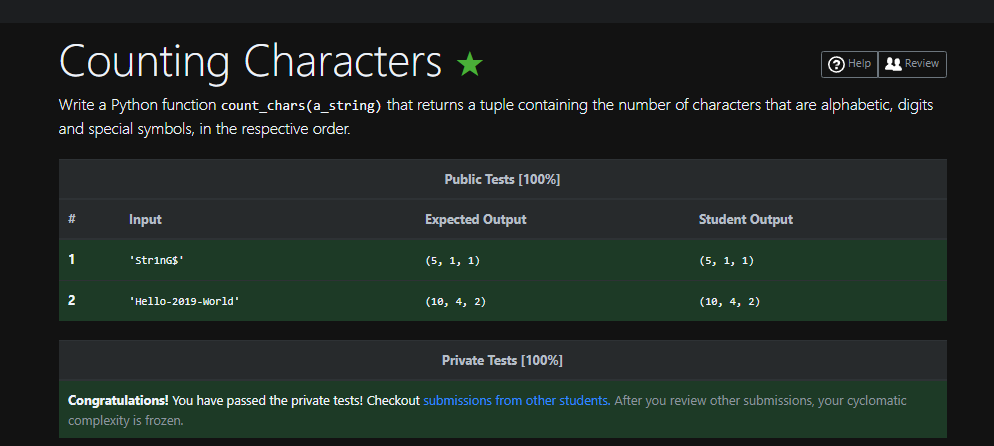 Counting Characters
Help
Review
Write a Python function count_chars(a_string) that returns a tuple containing the number of characters that are alphabetic, digits
and special symbols, in the respective order.
Public Tests [100%]
# Input Expected Output Student Output
1 'Str1nG$' (5, 1, 1) (5, 1, 1)
2 'Hello-2019-World' (10, 4, 2) (10, 4, 2)
Private Tests [100%]
Congratulations! You have passed the private tests! Checkout submissions from other students. After you review other submissions, your cyclomatic
complexity is frozen.